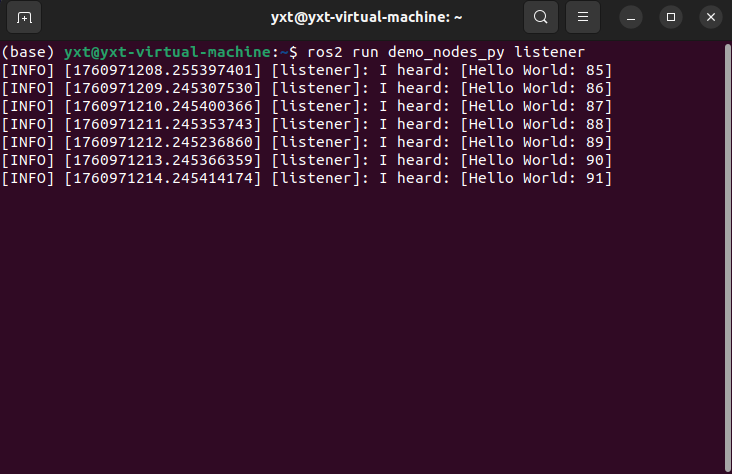 yxt@yxt-virtual-machine: ~
(base) yxt@yxt-virtual-machine:~$ ros2 run demo_nodes_py listener
[INFO] [1760971208.255397401] [listener]: I heard: [Hello World: 85]
[INFO] [1760971209.245307530] [listener]: I heard: [Hello World: 86]
[INFO] [1760971210.245400366] [listener]: I heard: [Hello World: 87]
[INFO] [1760971211.245353743] [listener]: I heard: [Hello World: 88]
[INFO] [1760971212.245236860] [listener]: I heard: [Hello World: 89]
[INFO] [1760971213.245366359] [listener]: I heard: [Hello World: 90]
[INFO] [1760971214.245414174] [listener]: I heard: [Hello World: 91]